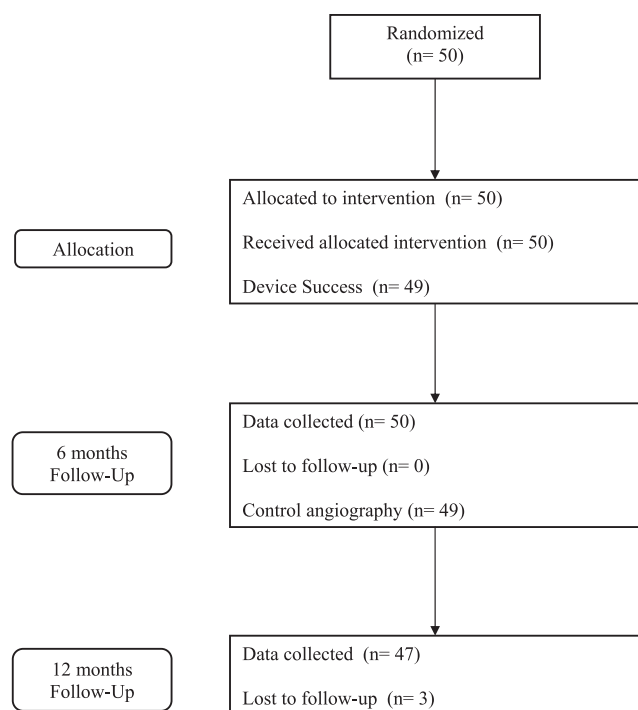 Randomized
(n= 50)
Allocation
Allocated to intervention (n= 50)
Received allocated intervention (n= 50)
Device Success (n= 49)
6 months
Follow-Up
Data collected (n= 50)
Lost to follow-up (n= 0)
Control angiography (n= 49)
12 months
Follow-Up
Data collected (n= 47)
Lost to follow-up (n= 3)